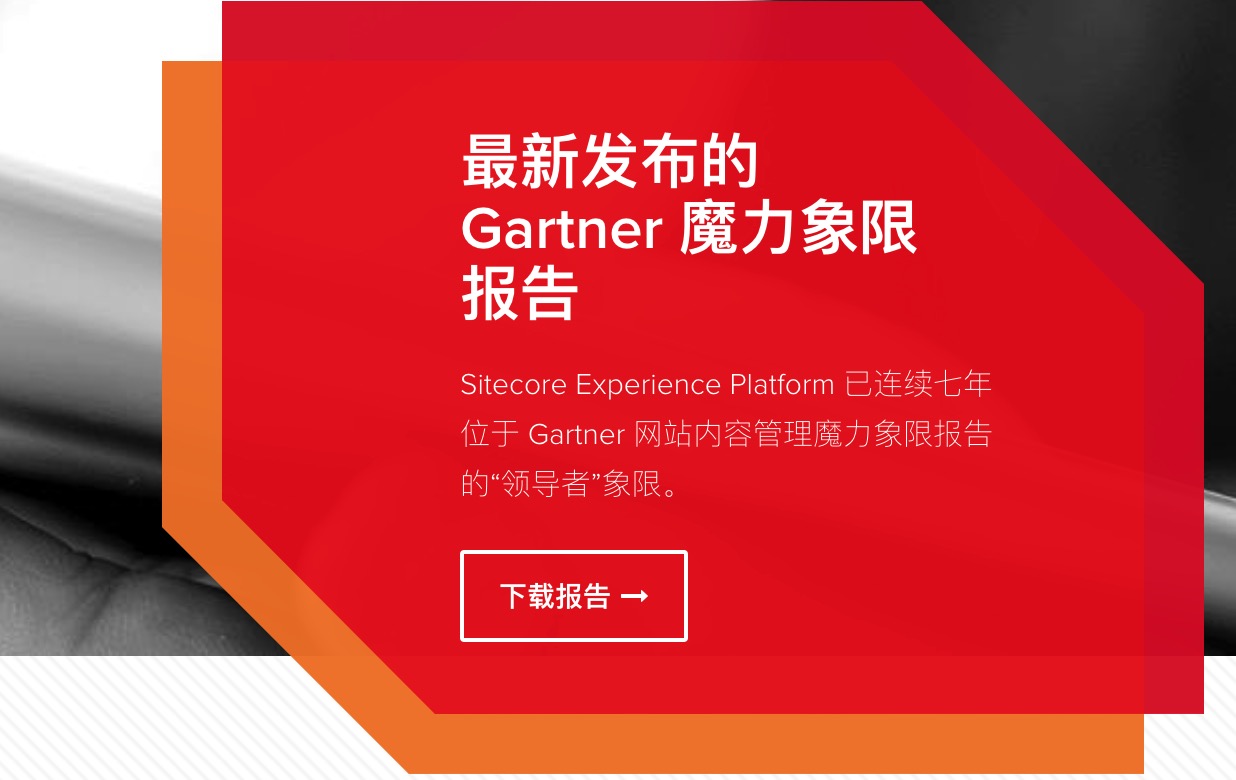 最新发布的
Gartner 魔力象限
报告
Sitecore Experience Platform 已连续七年
位于 Gartner 网站内容管理魔力象限报告
的“领导者”象限。
下载报告 →